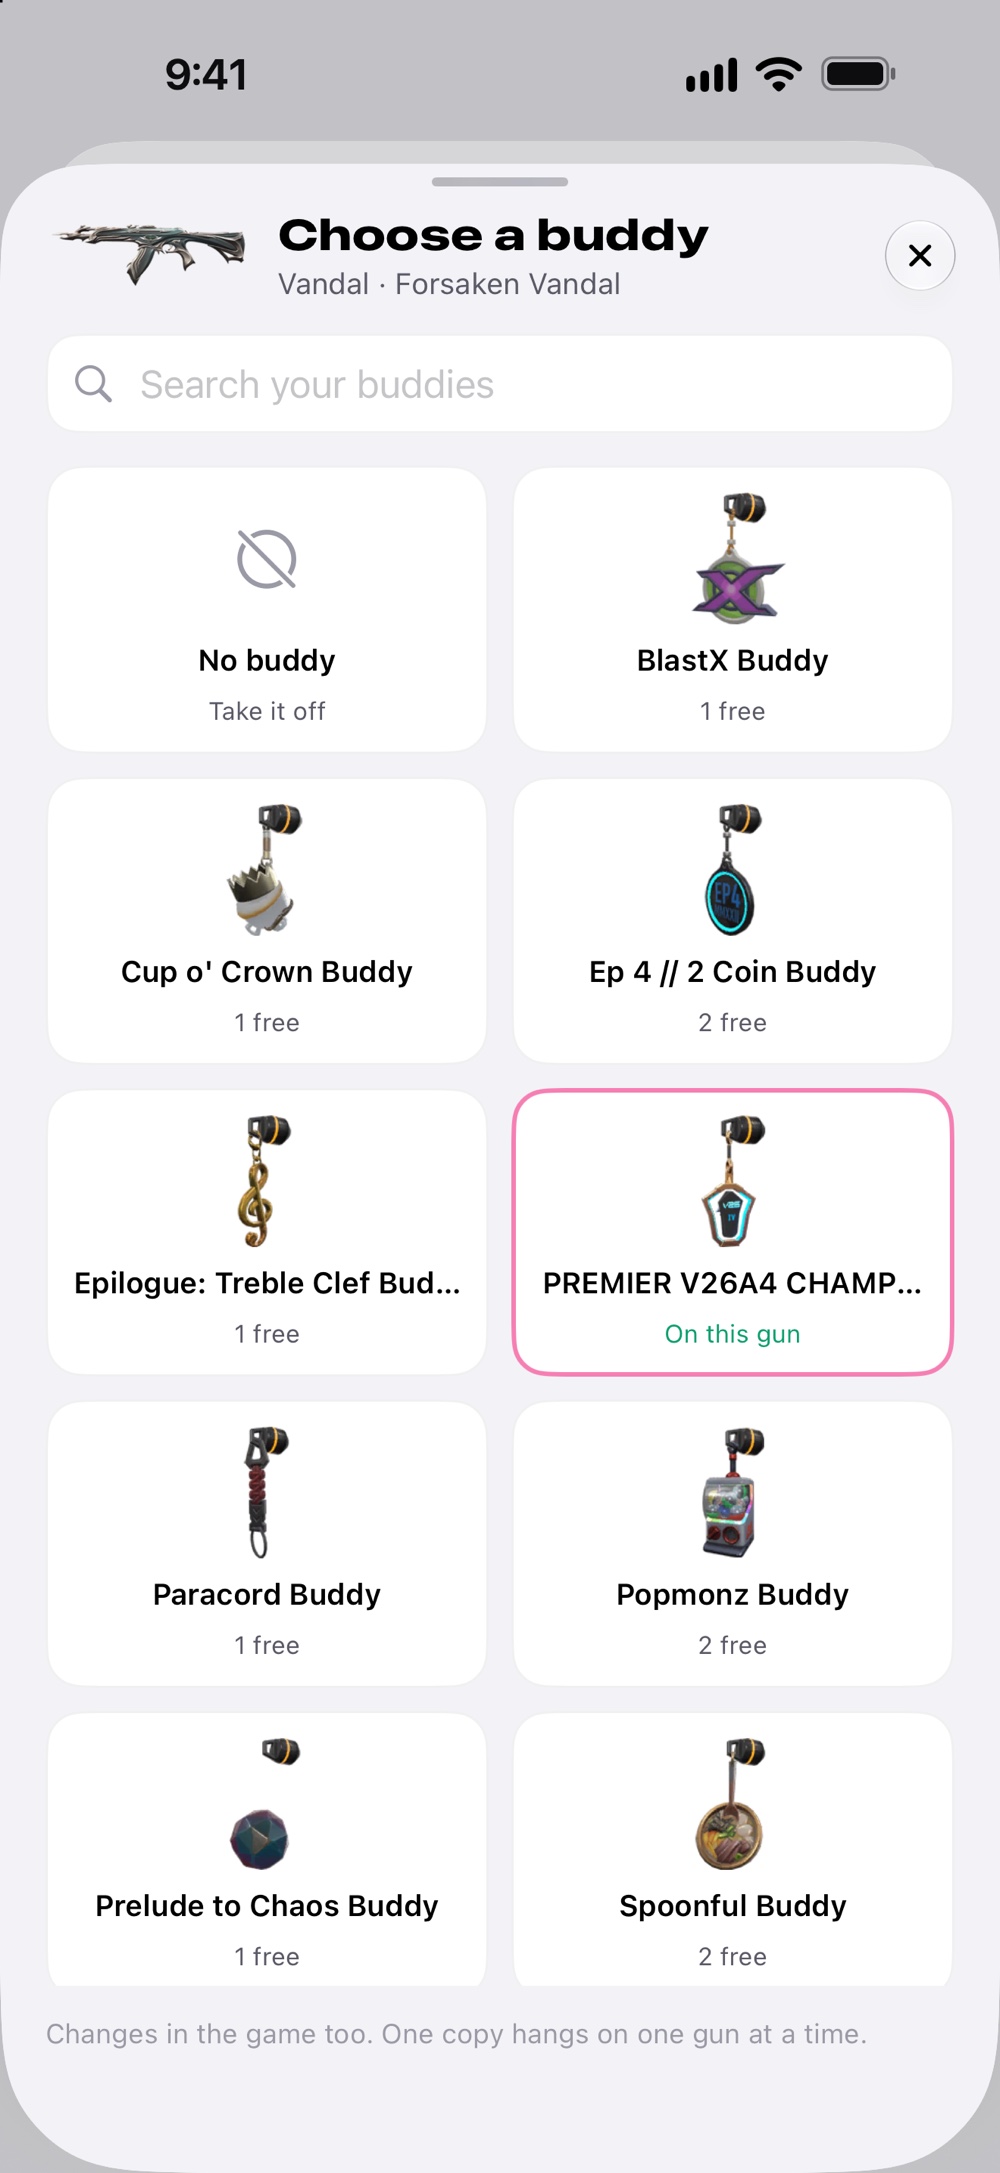 9:41
Choose a buddy
Vandal · Forsaken Vandal
Search your buddies
No buddy
Take it off
BlastX Buddy
1 free
Cup o' Crown Buddy
1 free
EP4
Ep 4 // 2 Coin Buddy
2 free
Epilogue: Treble Clef Bud...
1 free
PREMIER V26A4 CHAMP...
On this gun
Paracord Buddy
1 free
Popmonz Buddy
2 free
Prelude to Chaos Buddy
1 free
Spoonful Buddy
2 free
Changes in the game too. One copy hangs on one gun at a time.